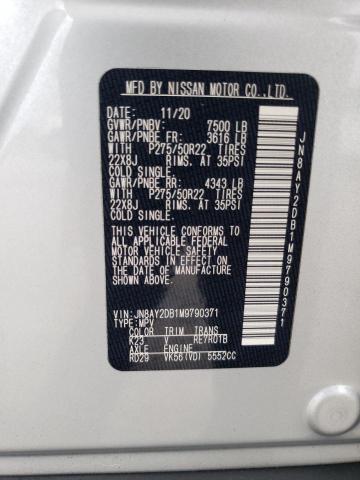 MFD BY NISSAN MOTOR CO.,LTD.
DATE: 11/20
GVWR/PNBV: 7500 LB
GAWR/PNBE FR: 3616 LB
WITH P275/50R22 TIRES
22X8J RIMS. AT 35PSI
COLD SINGLE.
GAWR/PNBE RR: 4343 LB
WITH P275/50R22 TIRES
22X8J RIMS. AT 35PSI
COLD SINGLE.
THIS VEHICLE CONFORMS TO ALL
APPLICABLE FEDERAL
MOTOR VEHICLE SAFETY
STANDARDS IN EFFECT
ON THE DATE OF
MANUFACTURE SHOWN
ABOVE.
VIN: JN8AY2DB1M9790371
TYPE: MPV
COLOR TRIM TRANS
K23 V RE7R01B
AXLE ENGINE
RD29 VK56(VD) 5552CC
JN8AY2DB1M9790371